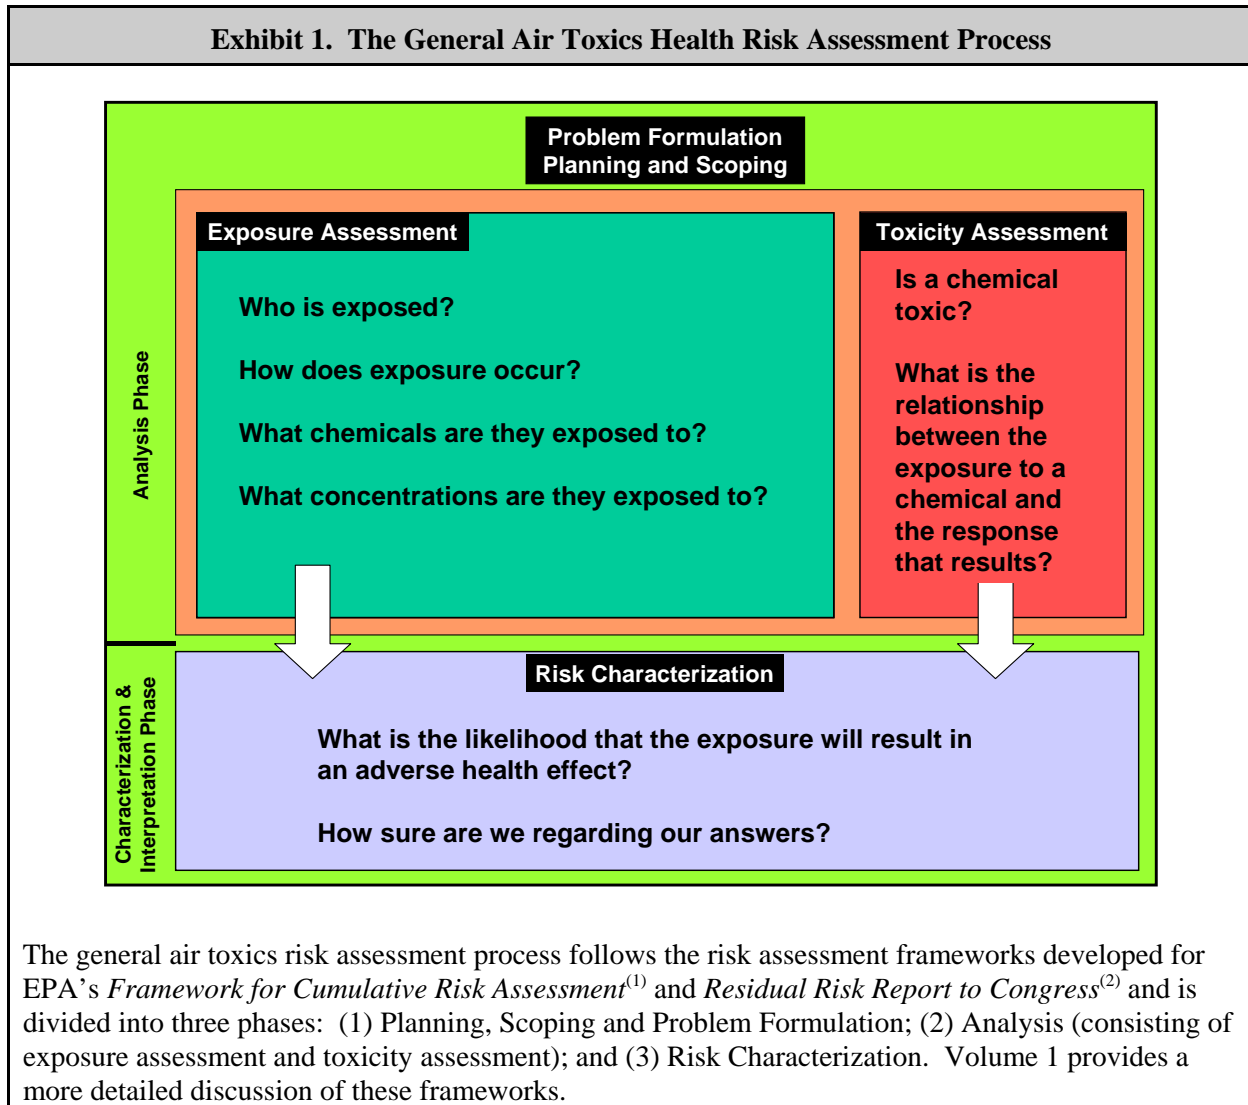 Exhibit 1.  The General Air Toxics Health Risk Assessment Process
Problem Formulation
Planning and Scoping
Analysis Phase
Exposure Assessment
Who is exposed?
How does exposure occur?
What chemicals are they exposed to?
What concentrations are they exposed to?
Toxicity Assessment
Is a chemical
toxic?
What is the
relationship
between the
exposure to a
chemical and
the response
that results?
Characterization &
Interpretation Phase
Risk Characterization
What is the likelihood that the exposure will result in
an adverse health effect?
How sure are we regarding our answers?
The general air toxics risk assessment process follows the risk assessment frameworks developed for
EPA’s Framework for Cumulative Risk Assessment(1) and Residual Risk Report to Congress(2) and is
divided into three phases:  (1) Planning, Scoping and Problem Formulation; (2) Analysis (consisting of
exposure assessment and toxicity assessment); and (3) Risk Characterization.  Volume 1 provides a
more detailed discussion of these frameworks.